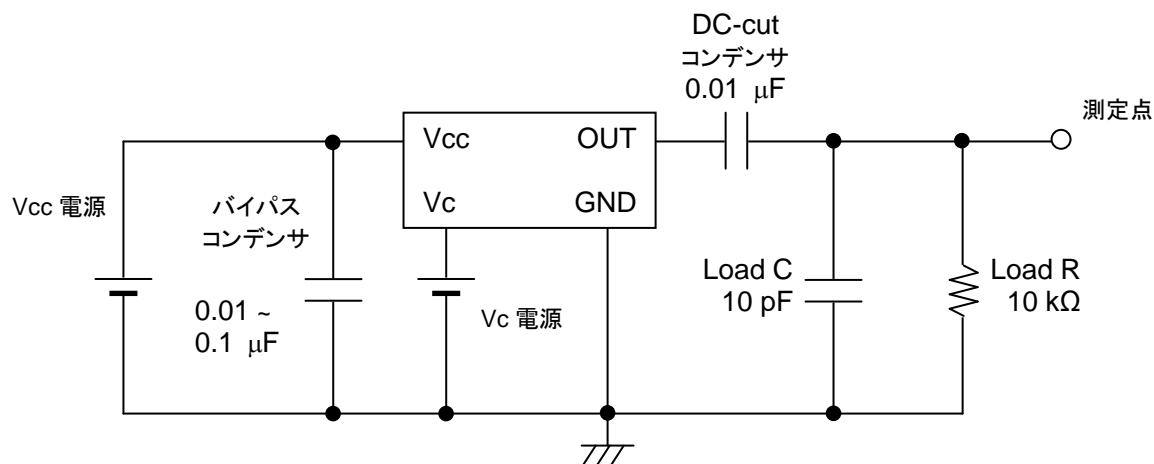 DC-cut
コンデンサ
0.01 μF
測定点
Vcc
OUT
Vc
GND
Vcc 電源
バイパス
コンデンサ
0.01 ~
0.1 μF
Vc 電源
Load C
10 pF
Load R
10 kΩ